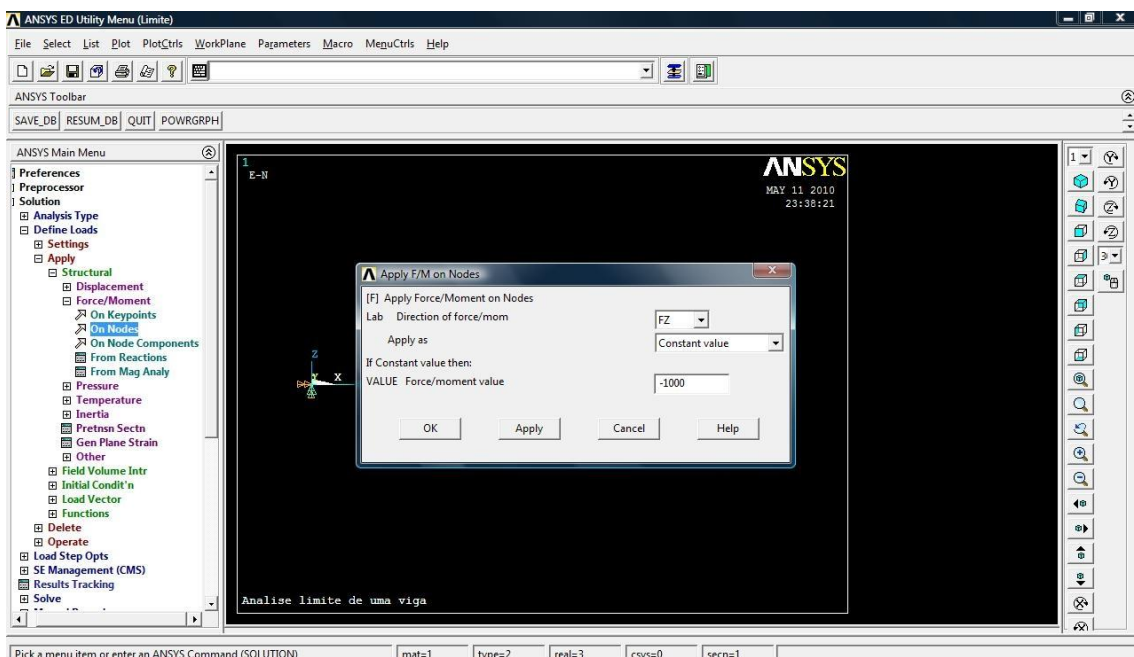 ANSYS ED Utility Menu (Limite)
File Select List Plot PlotCtrls WorkPlane Parameters Macro MenuCtrls Help
ANSYS Toolbar
SAVE_DB RESUM_DB QUIT POWRGRPH
ANSYS Main Menu
Preferences
Preprocessor
Solution
Analysis Type
Define Loads
Settings
Apply
Structural
Displacement
Force/Moment
On Keypoints
On Nodes
On Node Components
From Reactions
From Mag Analy
Pressure
Temperature
Inertia
Pretnsn Sectn
Gen Plane Strain
Other
Field Volume Intr
Initial Condit'n
Load Vector
Functions
Delete
Operate
Load Step Opts
SE Management (CMS)
Results Tracking
Solve
1
E-N
ANSYS
MAY 11 2010
23:38:21
Z
Y X
Apply F/M on Nodes
[F] Apply Force/Moment on Nodes
Lab Direction of force/mom FZ
Apply as Constant value
If Constant value then:
VALUE Force/moment value -1000
OK Apply Cancel Help
Analise limite de uma viga
1
Pick a menu item or enter an ANSYS Command (SOLUTION) mat=1 type=2 real=3 csys=0 secn=1